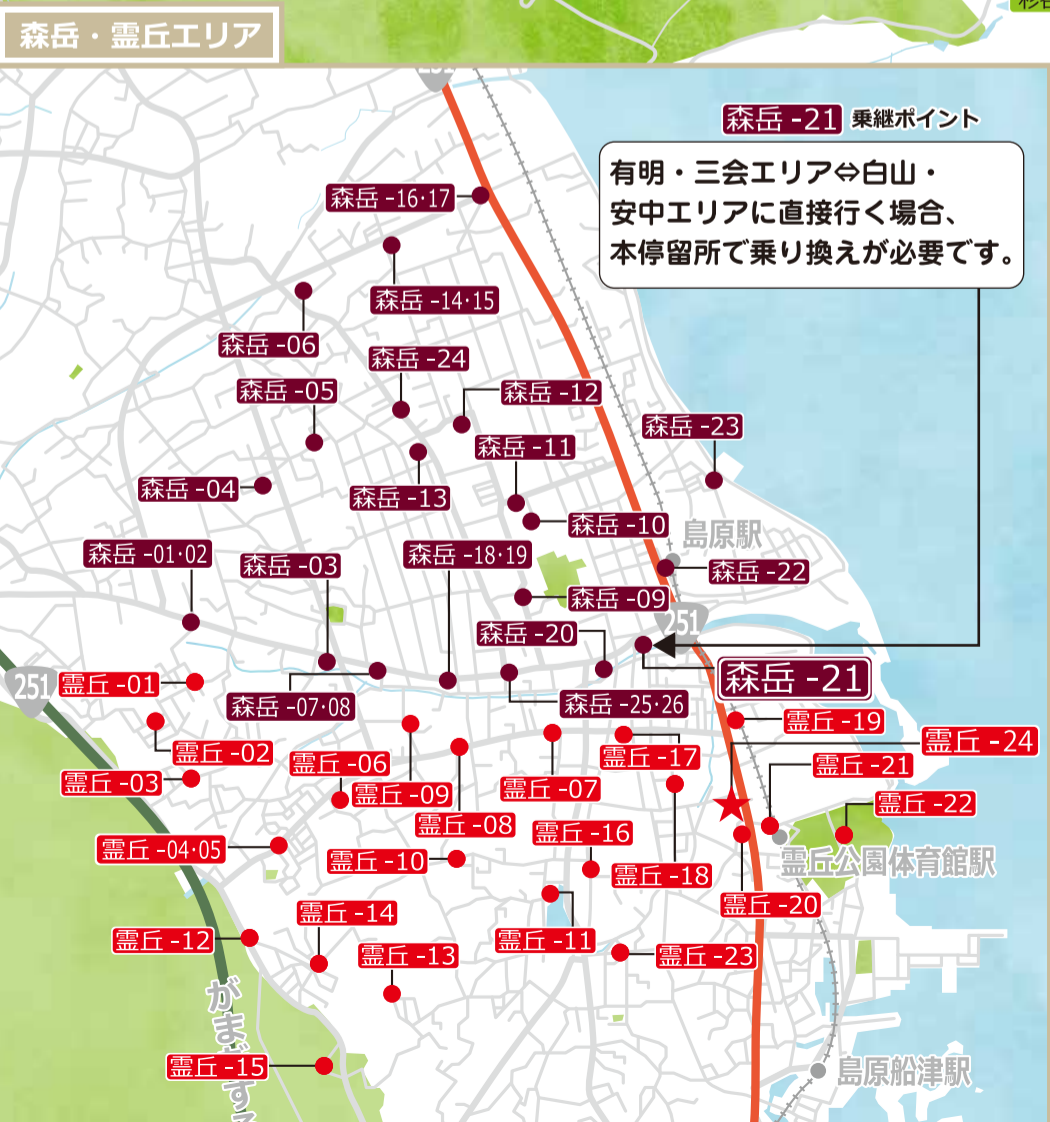 森岳・霊丘エリア
森岳 -21 乗継ポイント
有明・三会エリア⇔白山・
安中エリアに直接行く場合、
本停留所で乗り換えが必要です。
森岳 -16・17
森岳 -14・15
森岳 -06
森岳 -24
森岳 -05
森岳 -12
森岳 -23
森岳 -11
森岳 -04
森岳 -13
森岳 -10
島原駅
森岳 -01・02
森岳 -03
森岳 -18・19
森岳 -22
森岳 -09
251
森岳 -20
森岳 -21
251
霊丘 -01
森岳 -07・08
森岳 -25・26
霊丘 -19
霊丘 -02
霊丘 -17
霊丘 -24
霊丘 -06
霊丘 -21
霊丘 -03
霊丘 -09
霊丘 -07
霊丘 -22
霊丘 -08
霊丘 -16
霊丘 -04・05
霊丘 -10
霊丘公園体育館駅
霊丘 -18
霊丘 -20
霊丘 -14
霊丘 -12
霊丘 -11
霊丘 -13
霊丘 -23
霊丘 -15
島原船津駅